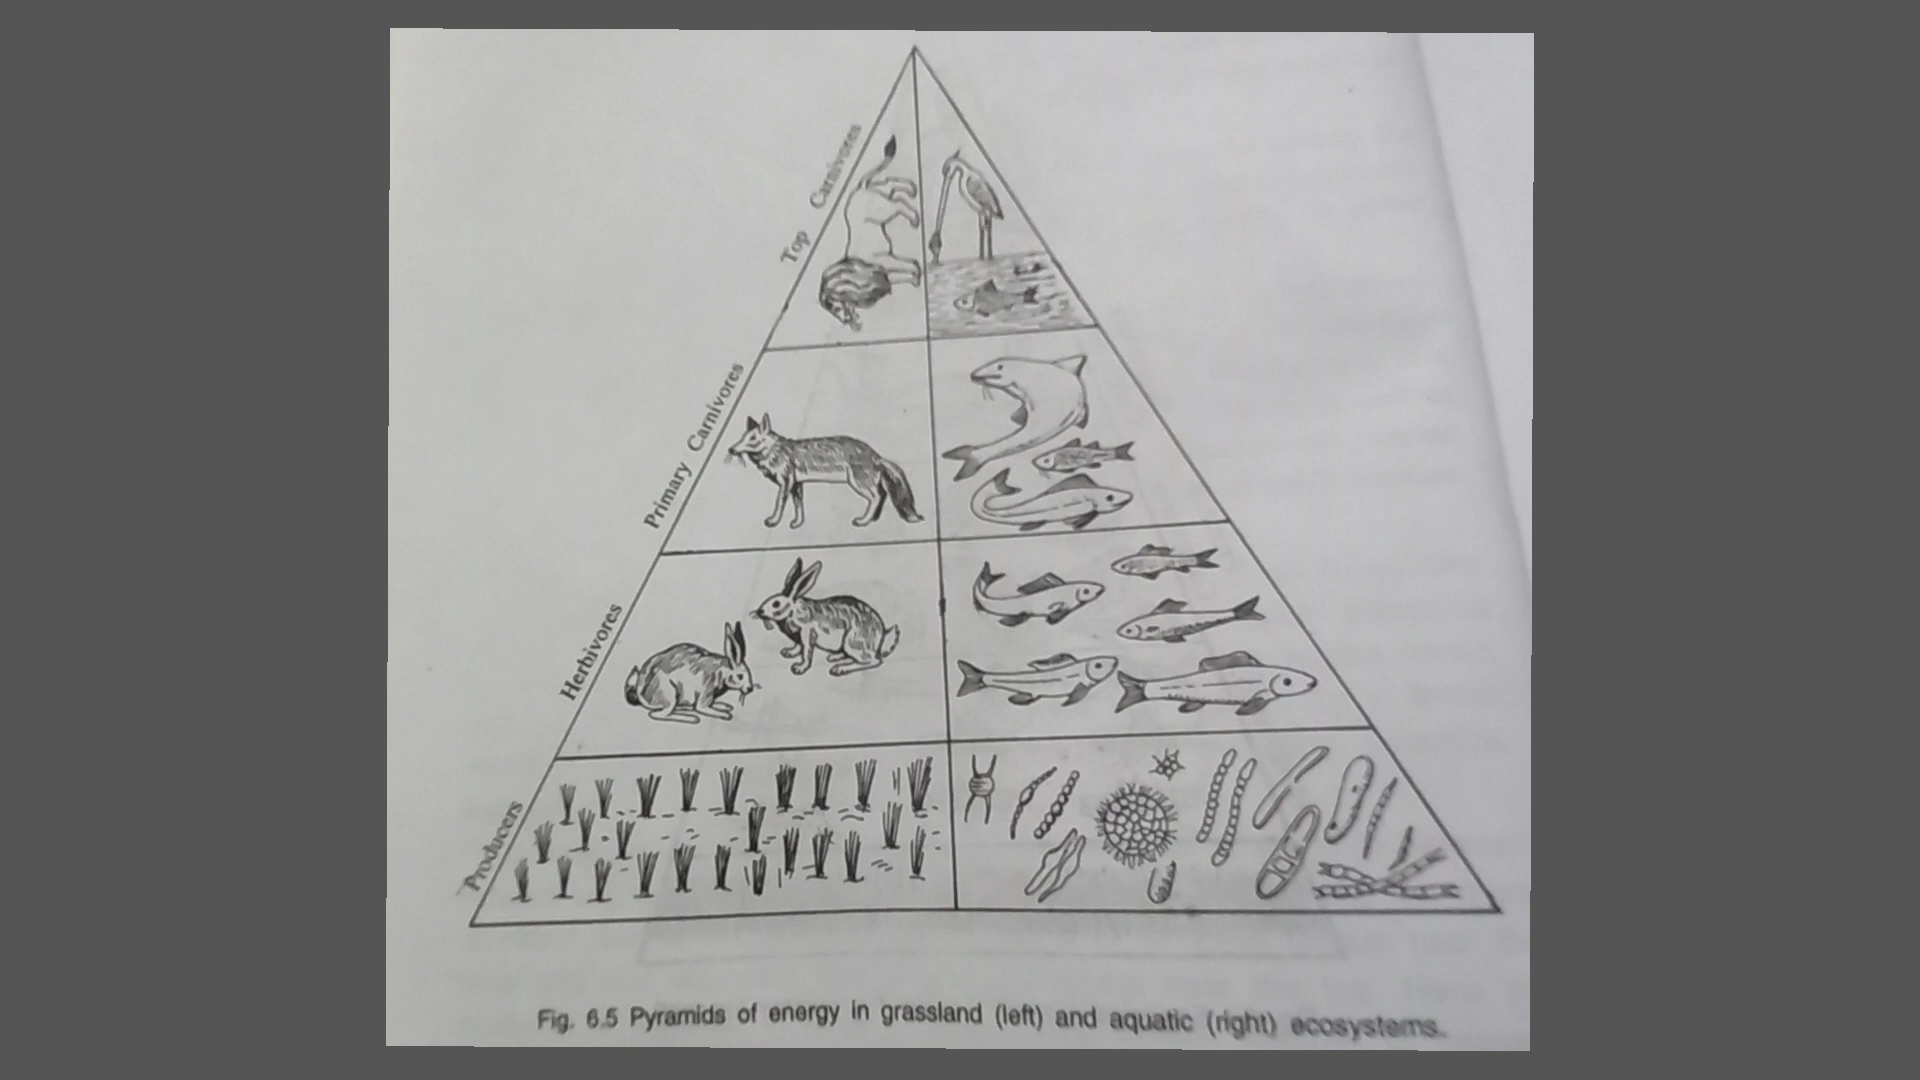 Top Carnivores
Primary Carnivores
Herbivores
Producers
Fig. 6.5 Pyramids of energy in grassland (left) and aquatic (right) ecosystems.